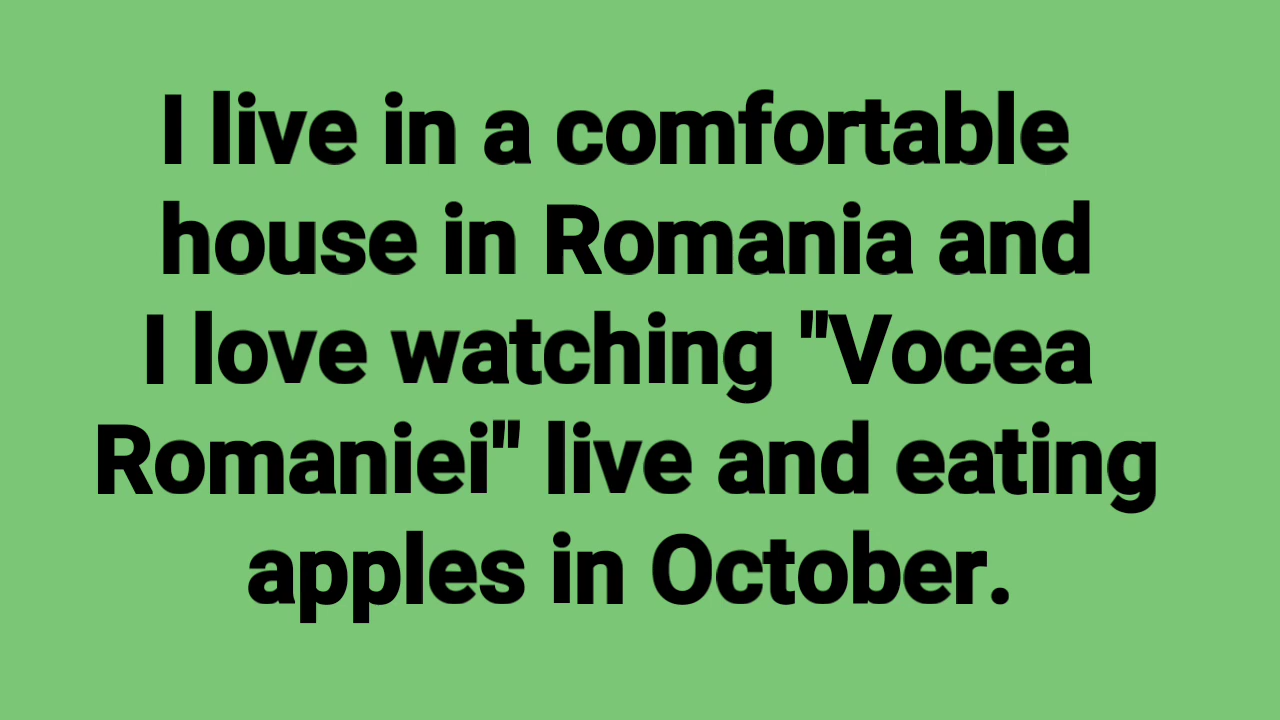 I live in a comfortable
house in Romania and
I love watching "Vocea
Romaniei" live and eating
apples in October.